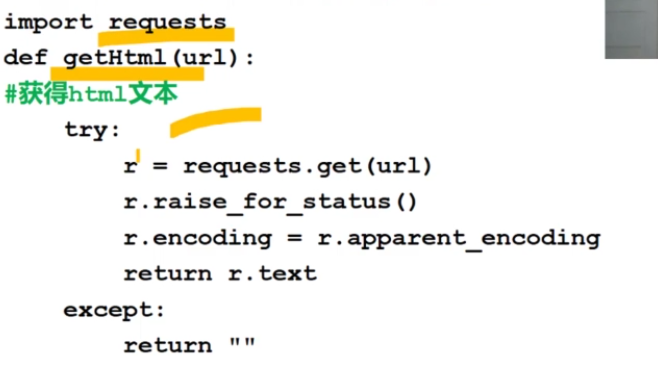 import requests
def getHtml(url):
#获得html文本
    try:
        r = requests.get(url)
        r.raise_for_status()
        r.encoding = r.apparent_encoding
        return r.text
    except:
        return ""